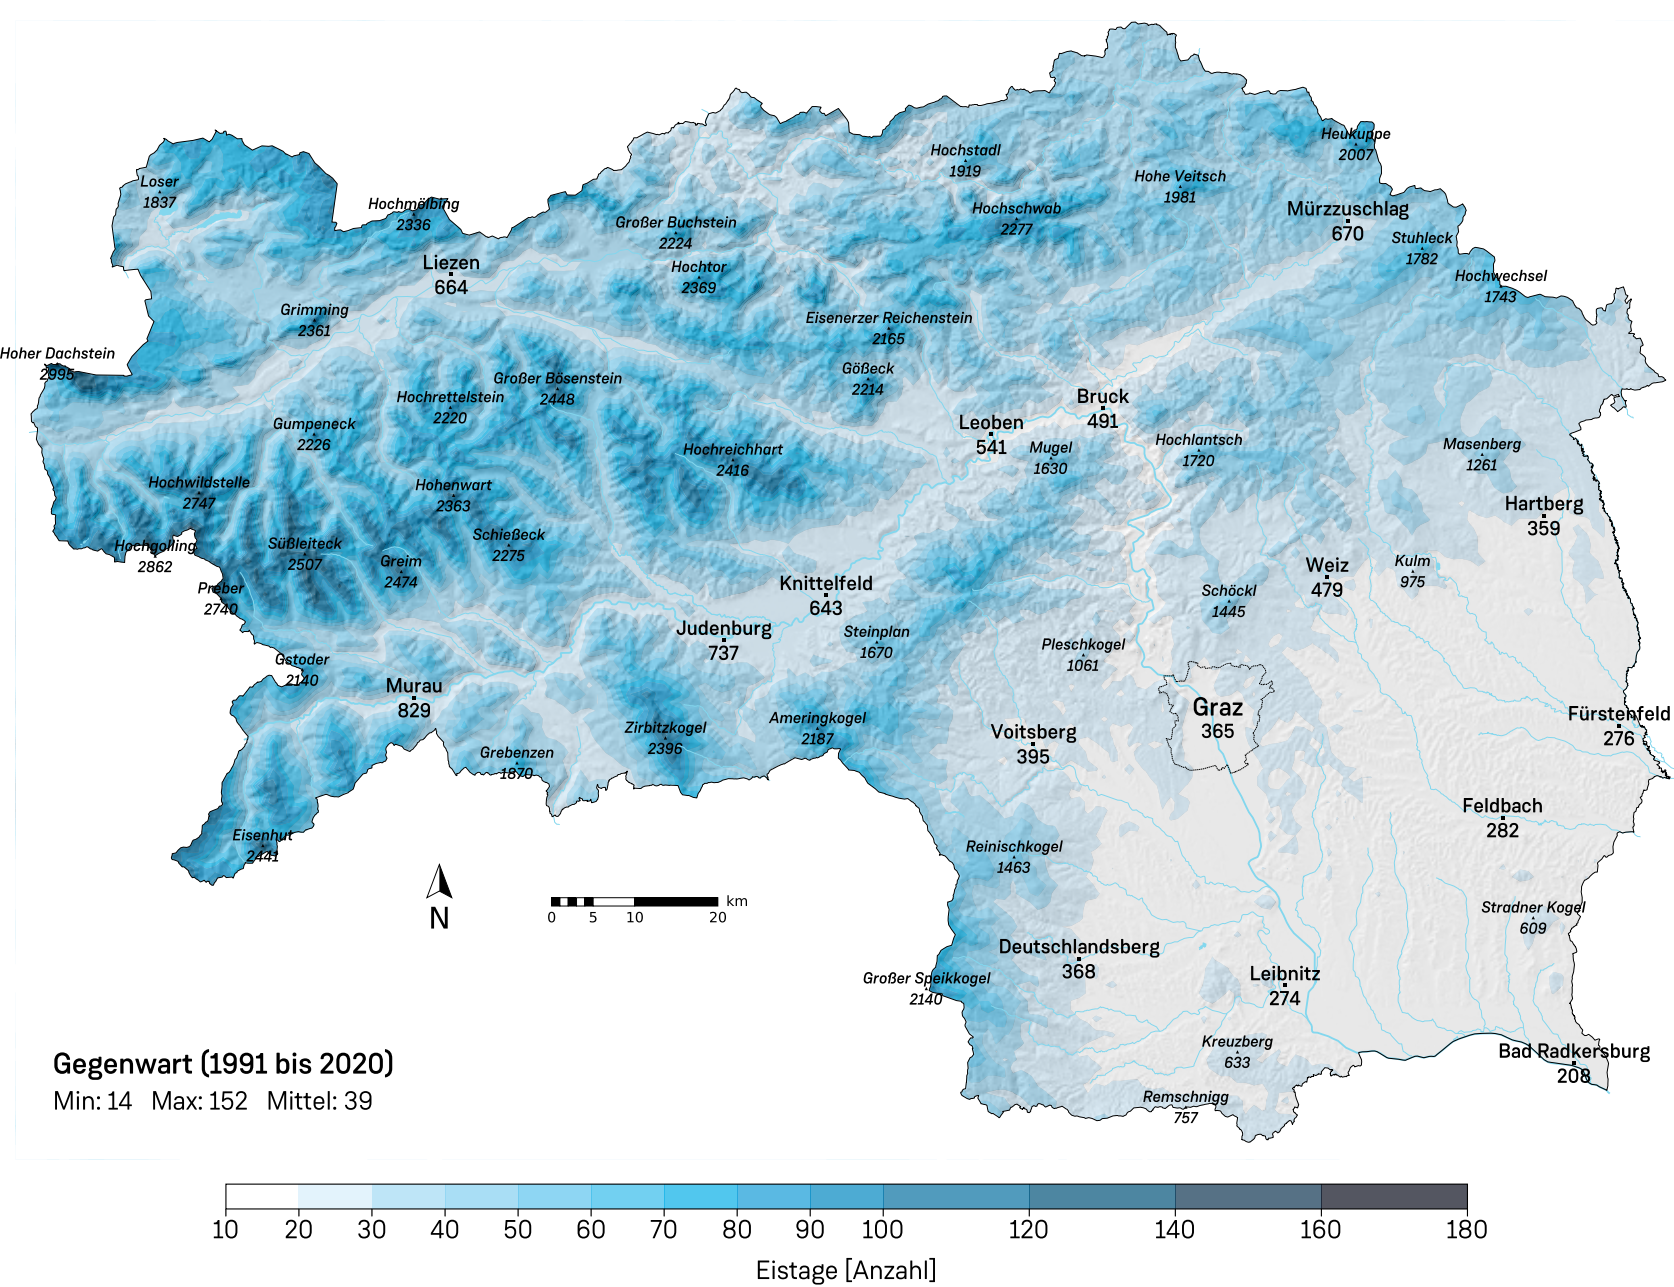 Heukuppe
2007
Hochstadl
1919
Hohe Veitsch
1981
Loser
1837
Hochmölbing
2336
Großer Buchstein
2224
Hochschwab
2277
Mürzzuschlag
670
Stuhleck
1782
Liezen
664
Hochtor
2369
Hochwechsel
1743
Grimming
2361
Eisenerzer Reichenstein
2165
Hoher Dachstein
2995
Gößeck
2214
Großer Bösenstein
2448
Hochrettelstein
2220
Bruck
491
Gumpeneck
2226
Leoben
541
Mugel
1630
Hochlantsch
1720
Masenberg
1261
Hochreichhart
2416
Hochwildstelle
2747
Hohenwart
2363
Hartberg
359
Hochgolling
2862
Süßleiteck
2507
Schießeck
2275
Greim
2474
Weiz
479
Kulm
975
Preber
2740
Knittelfeld
643
Schöckl
1445
Judenburg
737
Steinplan
1670
Pleschkogel
1061
Gstoder
2140
Murau
829
Graz
365
Fürstenfeld
276
Zirbitzkogel
2396
Ameringkogel
2187
Voitsberg
395
Grebenzen
1870
Feldbach
282
Eisenhut
2441
Reinischkogel
1463
Stradner Kogel
609
N
km
0 5 10 20
Deutschlandsberg
368
Großer Speikkogel
2140
Leibnitz
274
Kreuzberg
633
Bad Radkersburg
208
Remschnigg
757
Gegenwart (1991 bis 2020)
Min: 14 Max: 152 Mittel: 39
10 20 30 40 50 60 70 80 90 100 120 140 160 180
Eistage [Anzahl]